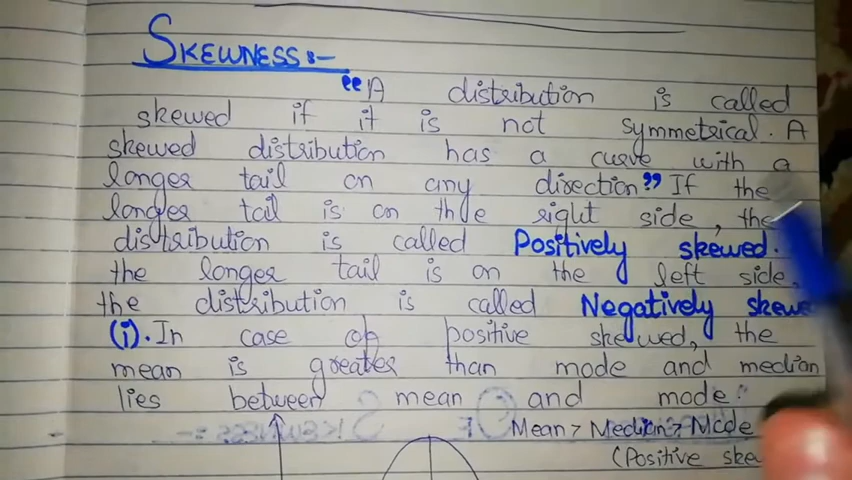 SKEWNESS:-
"A distribution is called
skewed if it is not symmetrical. A
skewed distribution has a curve with a
longer tail on any direction" If the
longer tail is on the right side, the
distribution is called Positively skewed.
the longer tail is on the left side,
the distribution is called Negatively skewe
(i). In case of positive skewed, the
mean is greater than mode and median
lies between mean and mode.
Mean > Median > Mode
(Positive ske